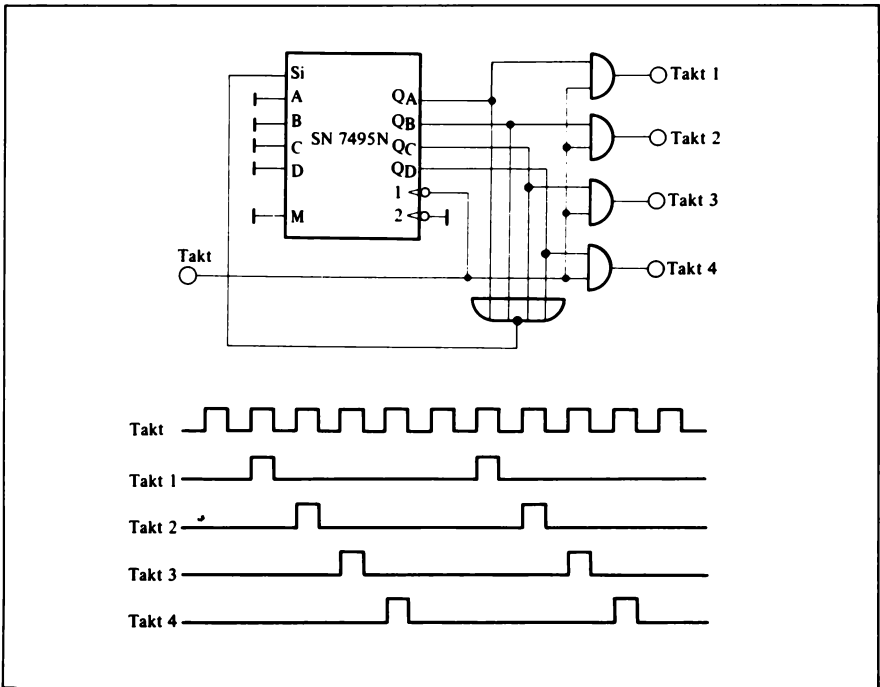 Si
A
B
C
D
M
SN 7495N
QA
QB
QC
QD
1
2
Takt
Takt 1
Takt 2
Takt 3
Takt 4
Takt
Takt 1
Takt 2
Takt 3
Takt 4